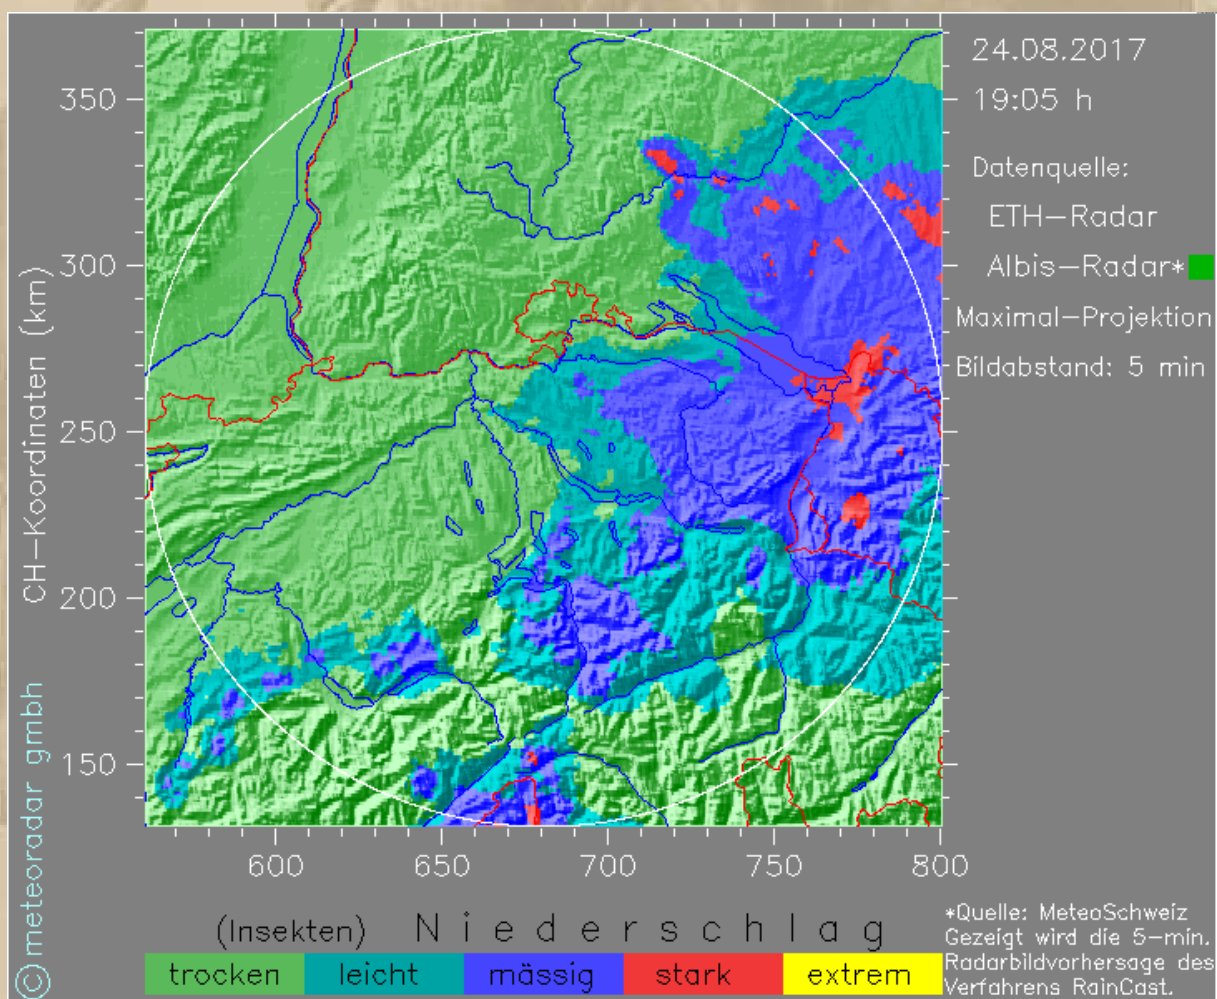 24.08.2017
19:05 h
Datenquelle:
ETH-Radar
Albis-Radar*
Maximal-Projektion
Bildabstand: 5 min
CH-Koordinaten (km)
350
300
250
200
150
600 650 700 750 800
©meteoradar gmbh
(Insekten) Niederschlag
trocken leicht mässig stark extrem
*Quelle: MeteoSchweiz
Gezeigt wird die 5-min.
Radarbildvorhersage des
Verfahrens RainCast.